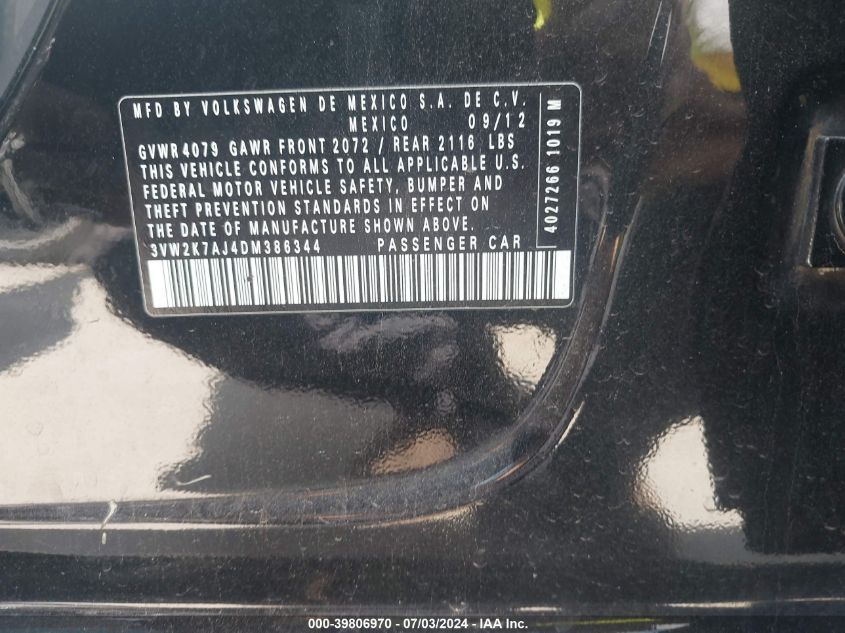 MFD BY VOLKSWAGEN DE MEXICO S.A. DE C.V.
MEXICO 09/12
GVWR 4079 GAWR FRONT 2072 / REAR 2116 LBS
THIS VEHICLE CONFORMS TO ALL APPLICABLE U.S.
FEDERAL MOTOR VEHICLE SAFETY, BUMPER AND
THEFT PREVENTION STANDARDS IN EFFECT ON
THE DATE OF MANUFACTURE SHOWN ABOVE.
3VW2K7AJ4DM386344 PASSENGER CAR
4027266 1019 M
000-39806970 - 07/03/2024 - IAA Inc.